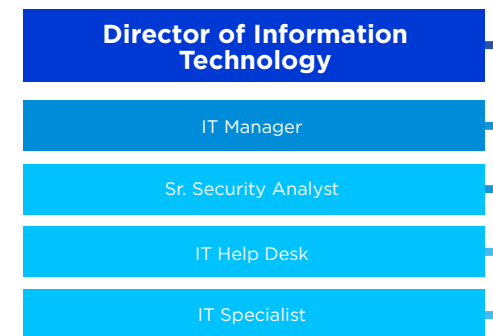 Director of Information
Technology
IT Manager
Sr. Security Analyst
IT Help Desk
IT Specialist